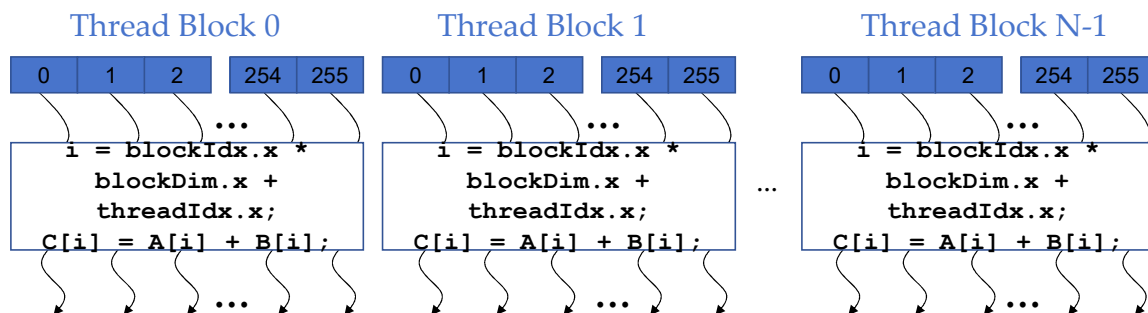 Thread Block 0
Thread Block 1
Thread Block N-1
0 1 2 254 255
0 1 2 254 255
0 1 2 254 255
...
...
...
i = blockIdx.x *
blockDim.x +
threadIdx.x;
C[i] = A[i] + B[i];
i = blockIdx.x *
blockDim.x +
threadIdx.x;
C[i] = A[i] + B[i];
...
i = blockIdx.x *
blockDim.x +
threadIdx.x;
C[i] = A[i] + B[i];
...
...
...